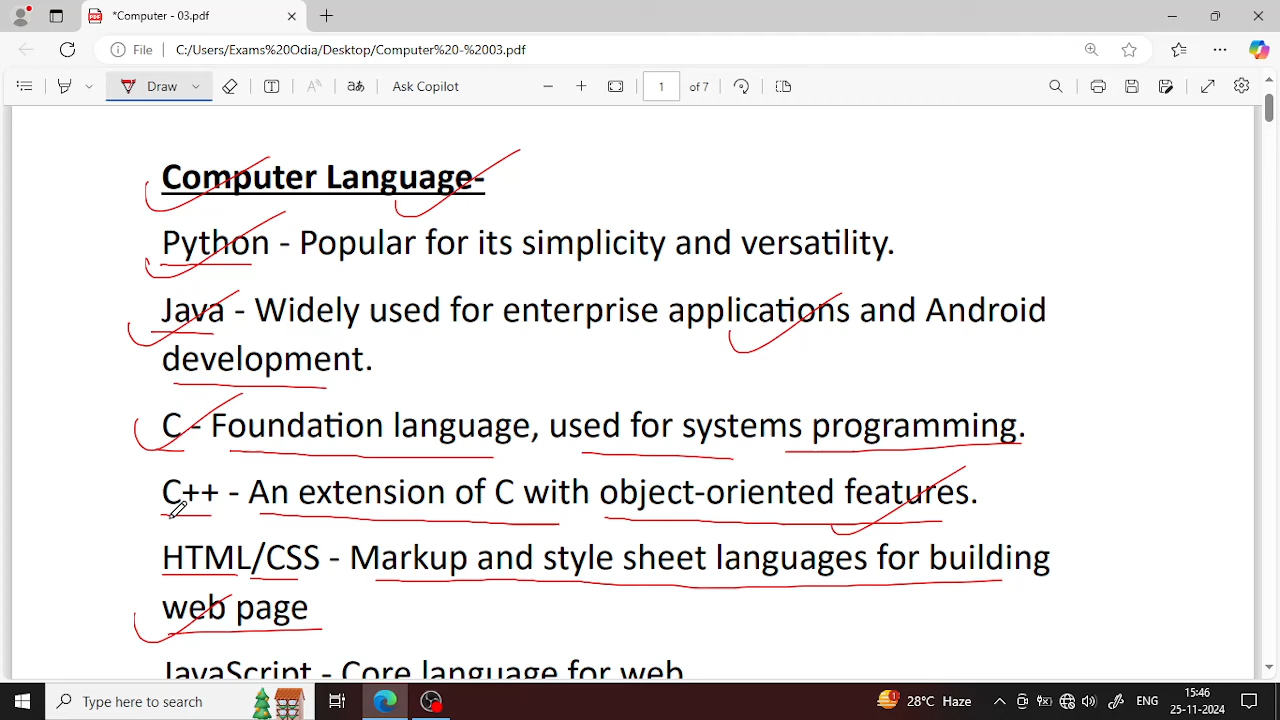 *Computer - 03.pdf
File C:/Users/Exams%20Odia/Desktop/Computer%20-%2003.pdf
Draw Ask Copilot 1 of 7
Computer Language-
Python - Popular for its simplicity and versatility.
Java - Widely used for enterprise applications and Android
development.
C - Foundation language, used for systems programming.
C++ - An extension of C with object-oriented features.
HTML/CSS - Markup and style sheet languages for building
web page
JavaScript - Core language for web
Type here to search 1 28°C Haze ENG 15:46
25-11-2024